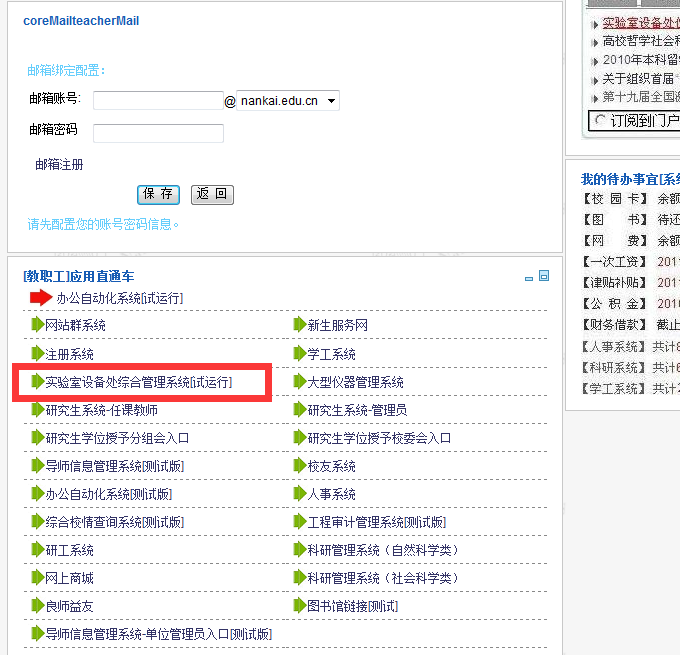 coreMailteacherMail
邮箱绑定配置：
邮箱账号:
@ nankai.edu.cn
邮箱密码
邮箱注册
保 存 返 回
请先配置您的账号密码信息。
[教职工]应用直通车
办公自动化系统[试运行]
网站群系统 新生服务网
注册系统 学工系统
实验室设备处综合管理系统[试运行] 大型仪器管理系统
研究生系统-任课教师 研究生系统-管理员
研究生学位授予分组会入口 研究生学位授予校委会入口
导师信息管理系统[测试版] 校友系统
办公自动化系统[测试版] 人事系统
综合校情查询系统[测试版] 工程审计管理系统[测试版]
研工系统 科研管理系统（自然科学类）
网上商城 科研管理系统（社会科学类）
良师益友 图书馆链接[测试]
导师信息管理系统-单位管理员入口[测试版]
实验室设备处
高校哲学社会科
2010年本科留
关于组织首届
第十九届全国
订阅到门户
我的待办事宜[系
【校 园 卡】 余额
【图 书】 待还
【网 费】 余额
【一次工资】 201
【津贴补贴】 201
【公 积 金】 201
【财务借款】 截止
【人事系统】 共计
【科研系统】 共计
【学工系统】 共计